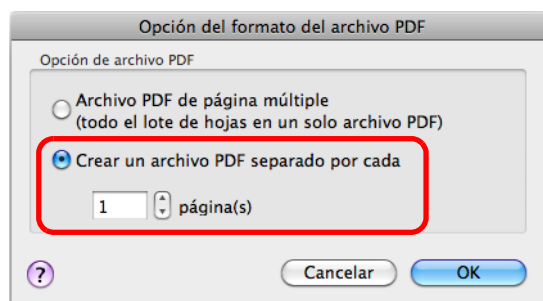 Opción del formato del archivo PDF
Opción de archivo PDF
Archivo PDF de página múltiple
(todo el lote de hojas en un solo archivo PDF)
Crear un archivo PDF separado por cada
1 página(s)
? Cancelar OK